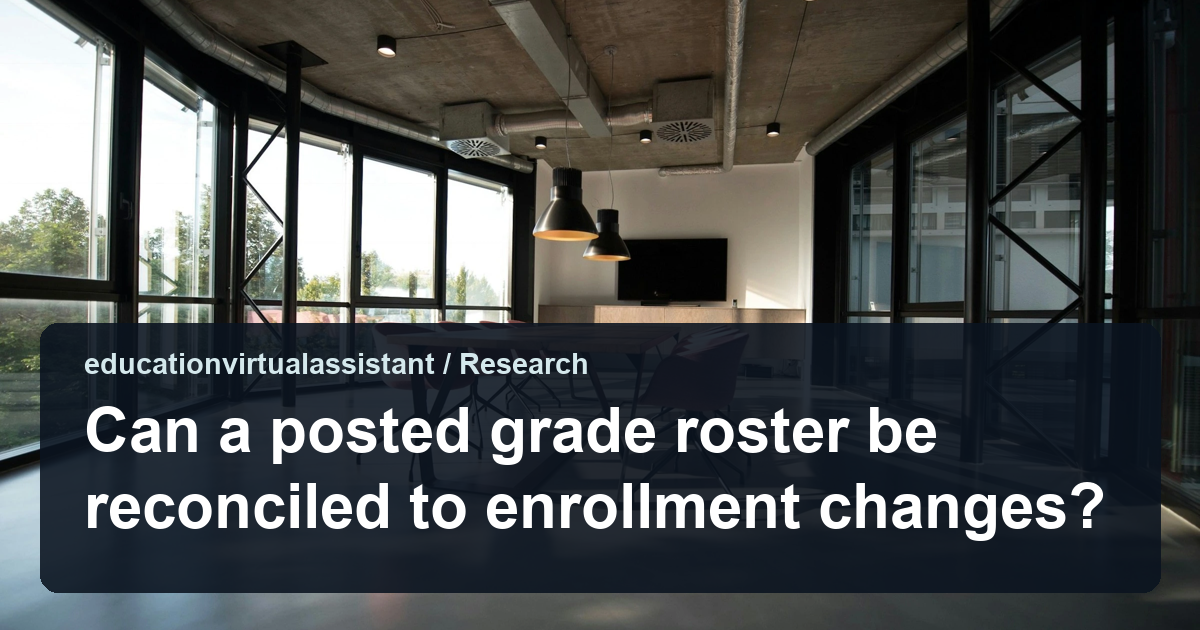 educationvirtualassistant / Research
Can a posted grade roster be
reconciled to enrollment changes?